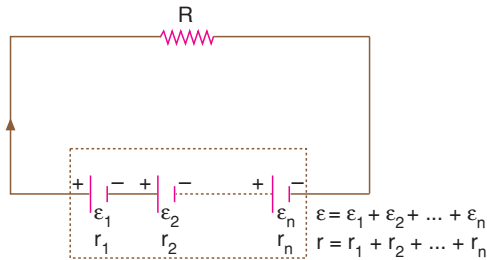 R
+ − + − + −
ε₁ ε₂ εₙ ε = ε₁ + ε₂ + ... + εₙ
r₁ r₂ rₙ r = r₁ + r₂ + ... + rₙ